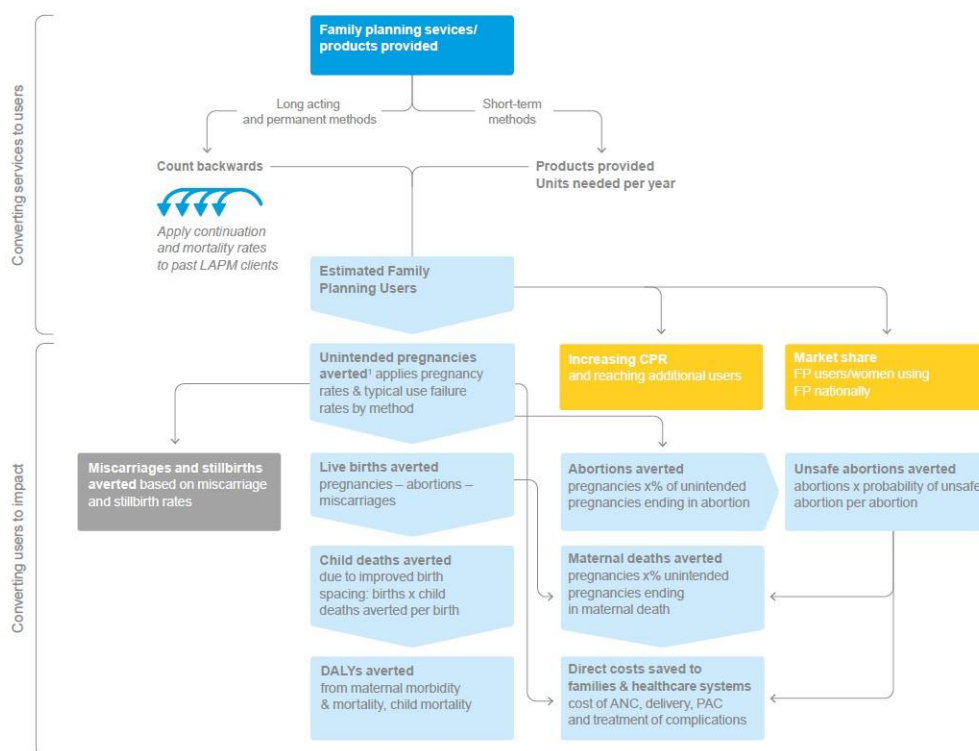 Converting services to users
Family planning sevices/
products provided
Long acting
and permanent methods
Short-term
methods
Count backwards
Products provided
Units needed per year
Apply continuation
and mortality rates
to past LAPM clients
Estimated Family
Planning Users
Converting users to impact
Unintended pregnancies
averted¹ applies pregnancy
rates & typical use failure
rates by method
Increasing CPR
and reaching additional users
Market share
FP users/women using
FP nationally
Miscarriages and stillbirths
averted based on miscarriage
and stillbirth rates
Live births averted
pregnancies – abortions –
miscarriages
Abortions averted
pregnancies x% of unintended
pregnancies ending in abortion
Unsafe abortions averted
abortions x probability of unsafe
abortion per abortion
Child deaths averted
due to improved birth
spacing: births x child
deaths averted per birth
Maternal deaths averted
pregnancies x% unintended
pregnancies ending
in maternal death
DALYs averted
from maternal morbidity
& mortality, child mortality
Direct costs saved to
families & healthcare systems
cost of ANC, delivery, PAC
and treatment of complications